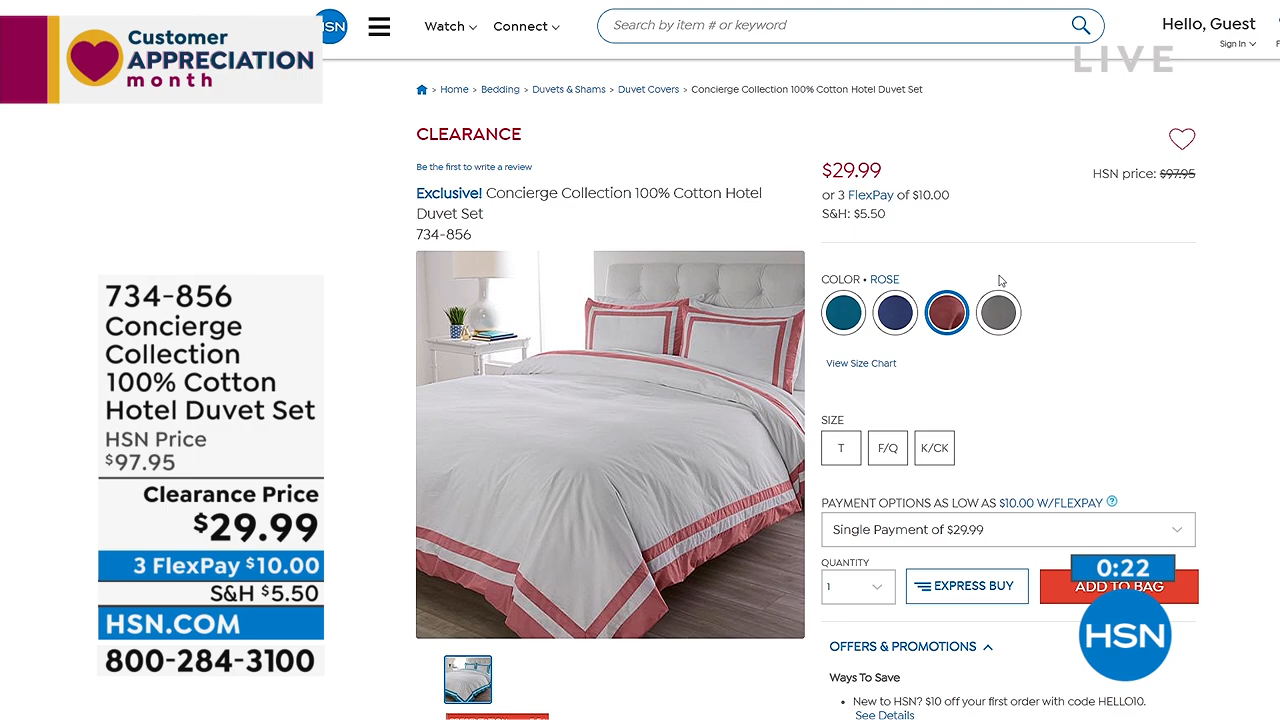 Customer
APPRECIATION
month
HSN
Watch
Connect
Search by item # or keyword
Hello, Guest
Sign In
LIVE
> Home > Bedding > Duvets & Shams > Duvet Covers > Concierge Collection 100% Cotton Hotel Duvet Set
CLEARANCE
Be the first to write a review
Exclusive! Concierge Collection 100% Cotton Hotel
Duvet Set
734-856
$29.99
HSN price: $97.95
or 3 FlexPay of $10.00
S&H: $5.50
COLOR • ROSE
View Size Chart
SIZE
T
F/Q
K/CK
PAYMENT OPTIONS AS LOW AS $10.00 W/FLEXPAY ?
Single Payment of $29.99
QUANTITY
1
EXPRESS BUY
0:22
ADD TO BAG
HSN
OFFERS & PROMOTIONS
Ways To Save
• New to HSN? $10 off your first order with code HELLO10.
See Details
734-856
Concierge
Collection
100% Cotton
Hotel Duvet Set
HSN Price
$97.95
Clearance Price
$29.99
3 FlexPay $10.00
S&H $5.50
HSN.COM
800-284-3100